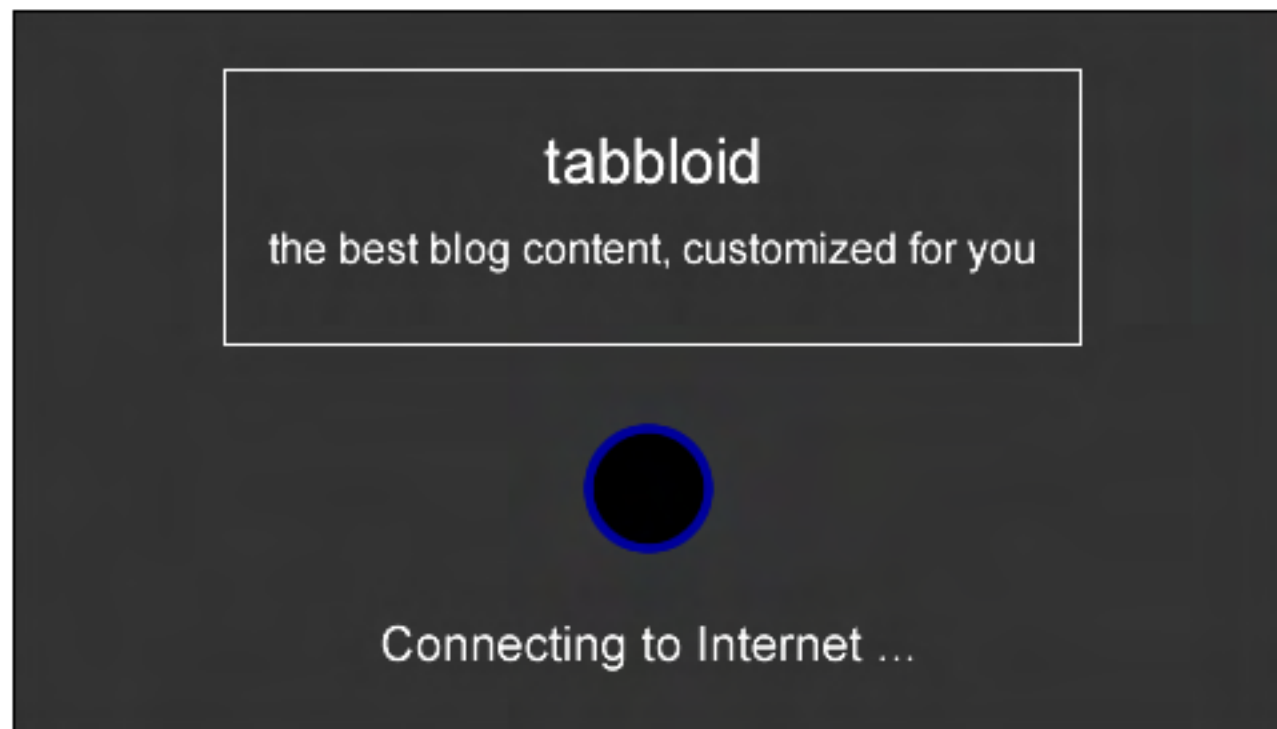 tabbloid
the best blog content, customized for you
Connecting to Internet ...